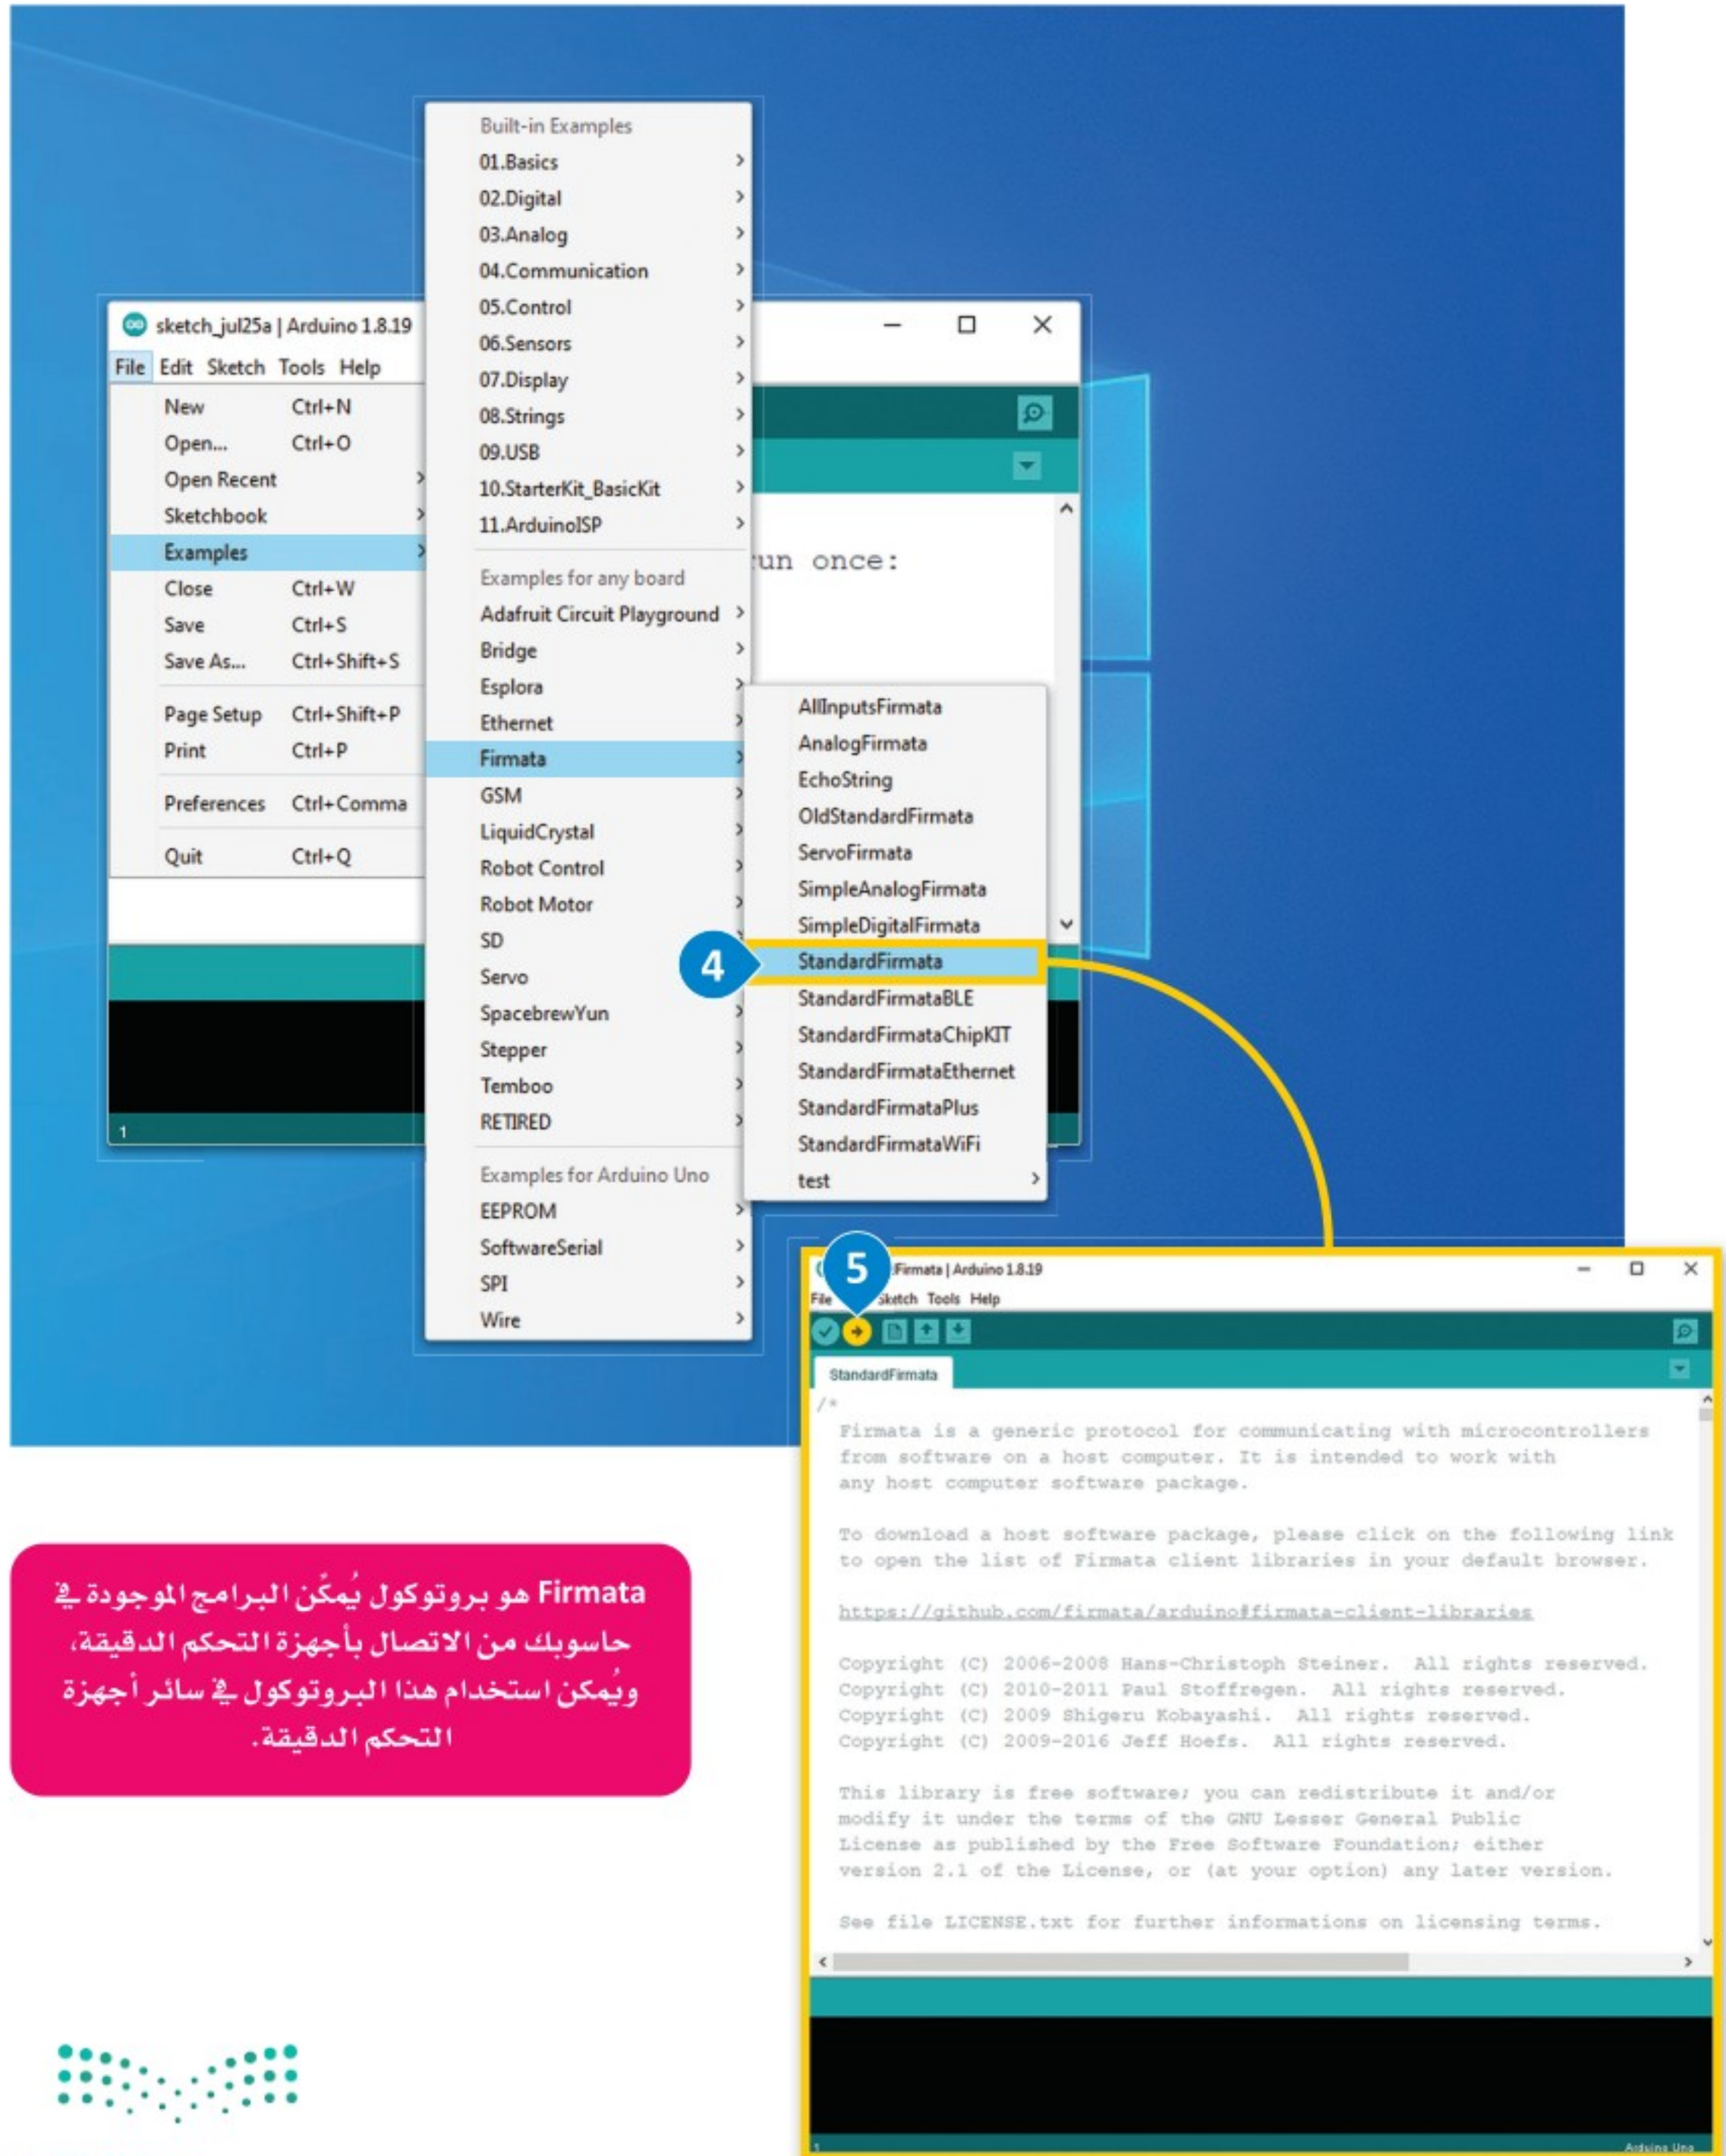 sketch_jul25a | Arduino 1.8.19
File Edit Sketch Tools Help
New Ctrl+N
Open... Ctrl+O
Open Recent
Sketchbook
Examples
Close Ctrl+W
Save Ctrl+S
Save As... Ctrl+Shift+S
Page Setup Ctrl+Shift+P
Print Ctrl+P
Preferences Ctrl+Comma
Quit Ctrl+Q
1
Built-in Examples
01.Basics
02.Digital
03.Analog
04.Communication
05.Control
06.Sensors
07.Display
08.Strings
09.USB
10.StarterKit_BasicKit
11.ArduinoISP
Examples for any board
Adafruit Circuit Playground
Bridge
Esplora
Ethernet
Firmata
GSM
LiquidCrystal
Robot Control
Robot Motor
SD
Servo
SpacebrewYun
Stepper
Temboo
RETIRED
Examples for Arduino Uno
EEPROM
SoftwareSerial
SPI
Wire
run once:
AllInputsFirmata
AnalogFirmata
EchoString
OldStandardFirmata
ServoFirmata
SimpleAnalogFirmata
SimpleDigitalFirmata
4
StandardFirmata
StandardFirmataBLE
StandardFirmataChipKIT
StandardFirmataEthernet
StandardFirmataPlus
StandardFirmataWiFi
test
5
Firmata | Arduino 1.8.19
File Sketch Tools Help
StandardFirmata
/*
Firmata is a generic protocol for communicating with microcontrollers
from software on a host computer. It is intended to work with
any host computer software package.
To download a host software package, please click on the following link
to open the list of Firmata client libraries in your default browser.
https://github.com/firmata/arduino#firmata-client-libraries
Copyright (C) 2006-2008 Hans-Christoph Steiner. All rights reserved.
Copyright (C) 2010-2011 Paul Stoffregen. All rights reserved.
Copyright (C) 2009 Shigeru Kobayashi. All rights reserved.
Copyright (C) 2009-2016 Jeff Hoefs. All rights reserved.
This library is free software; you can redistribute it and/or
modify it under the terms of the GNU Lesser General Public
License as published by the Free Software Foundation; either
version 2.1 of the License, or (at your option) any later version.
See file LICENSE.txt for further informations on licensing terms.
1 Arduino Uno
Firmata هو بروتوكول يُمكّن البرامج الموجودة في
حاسوبك من الاتصال بأجهزة التحكم الدقيقة،
ويُمكن استخدام هذا البروتوكول في سائر أجهزة
التحكم الدقيقة.